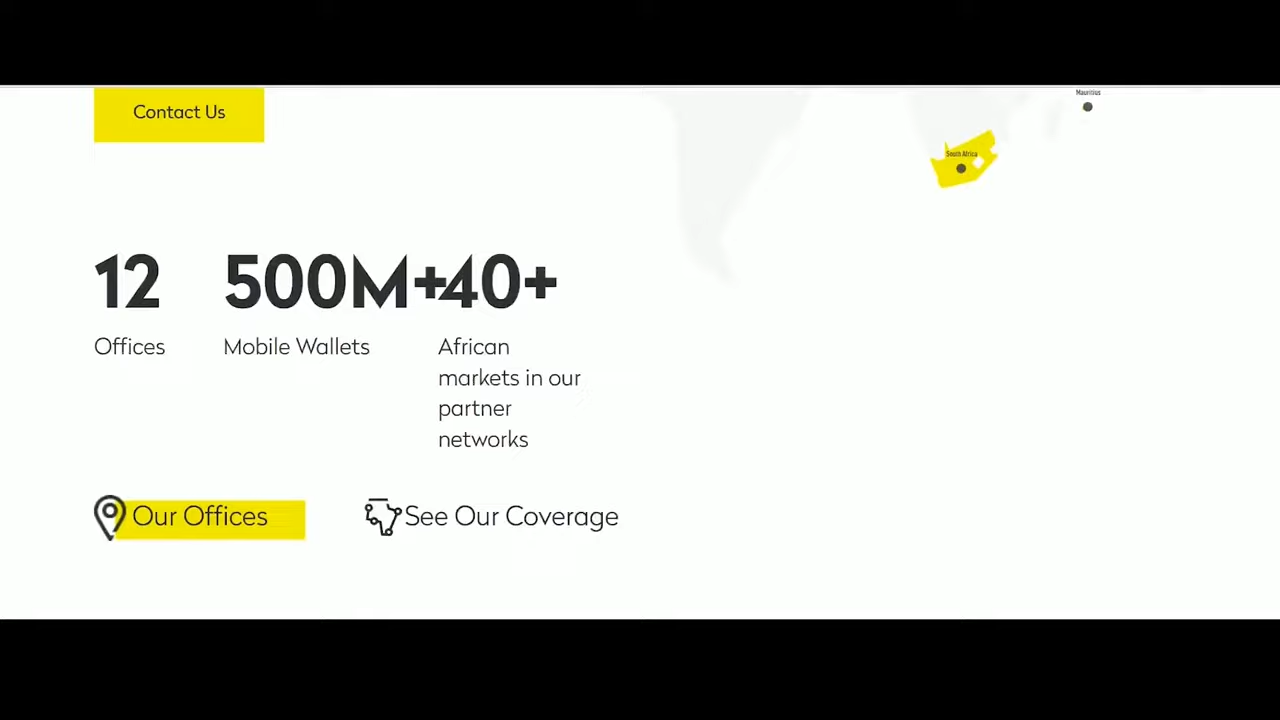 Contact Us
Mauritius
South Africa
12
500M+
40+
Offices
Mobile Wallets
African
markets in our
partner
networks
Our Offices
See Our Coverage